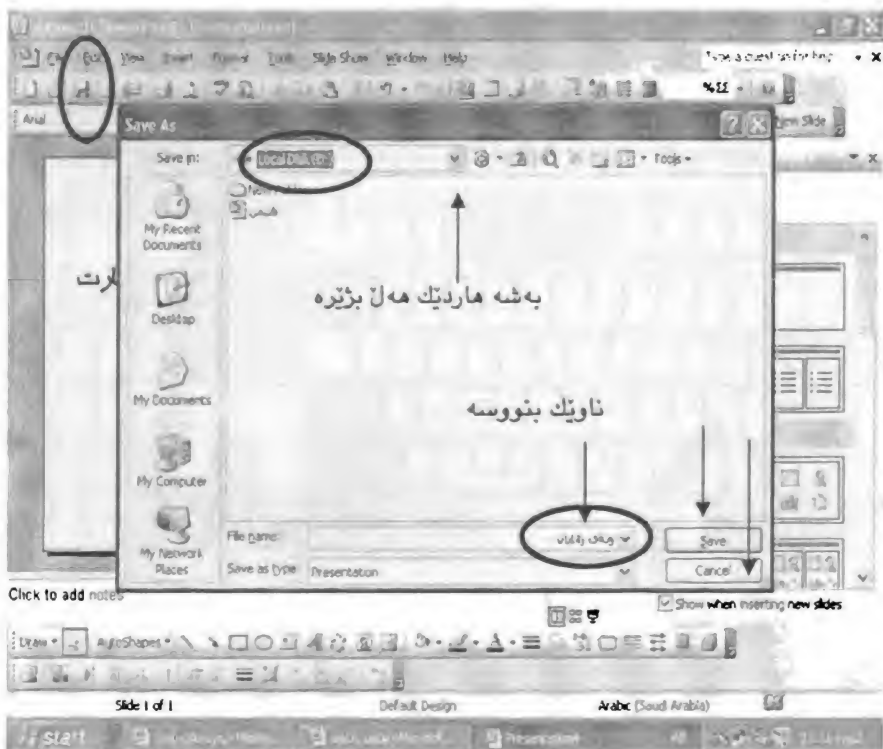 File Edit View Insert Format Tools Slide Show Window Help
Arial
New Slide
Save As
Save in:
Local Disk (D:)
Tools
My Recent Documents
Desktop
My Documents
My Computer
My Network Places
بەشە هاردێك هەڵ بژێرە
ناوێك بنووسە
File name:
Save
Save as type:
Presentation
Cancel
Click to add notes
Show when inserting new slides
Draw
AutoShapes
Slide 1 of 1
Default Design
Arabic (Saudi Arabia)
start